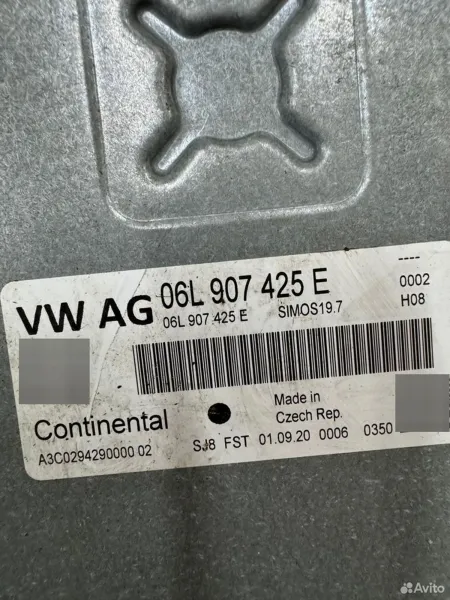 VW AG 06L 907 425 E
06L 907 425 E SIMOS19.7
----
0002
H08
Continental
Made in
Czech Rep.
A3C0294290000 02
SJ8 FST 01.09.20 0006 0350
Avito